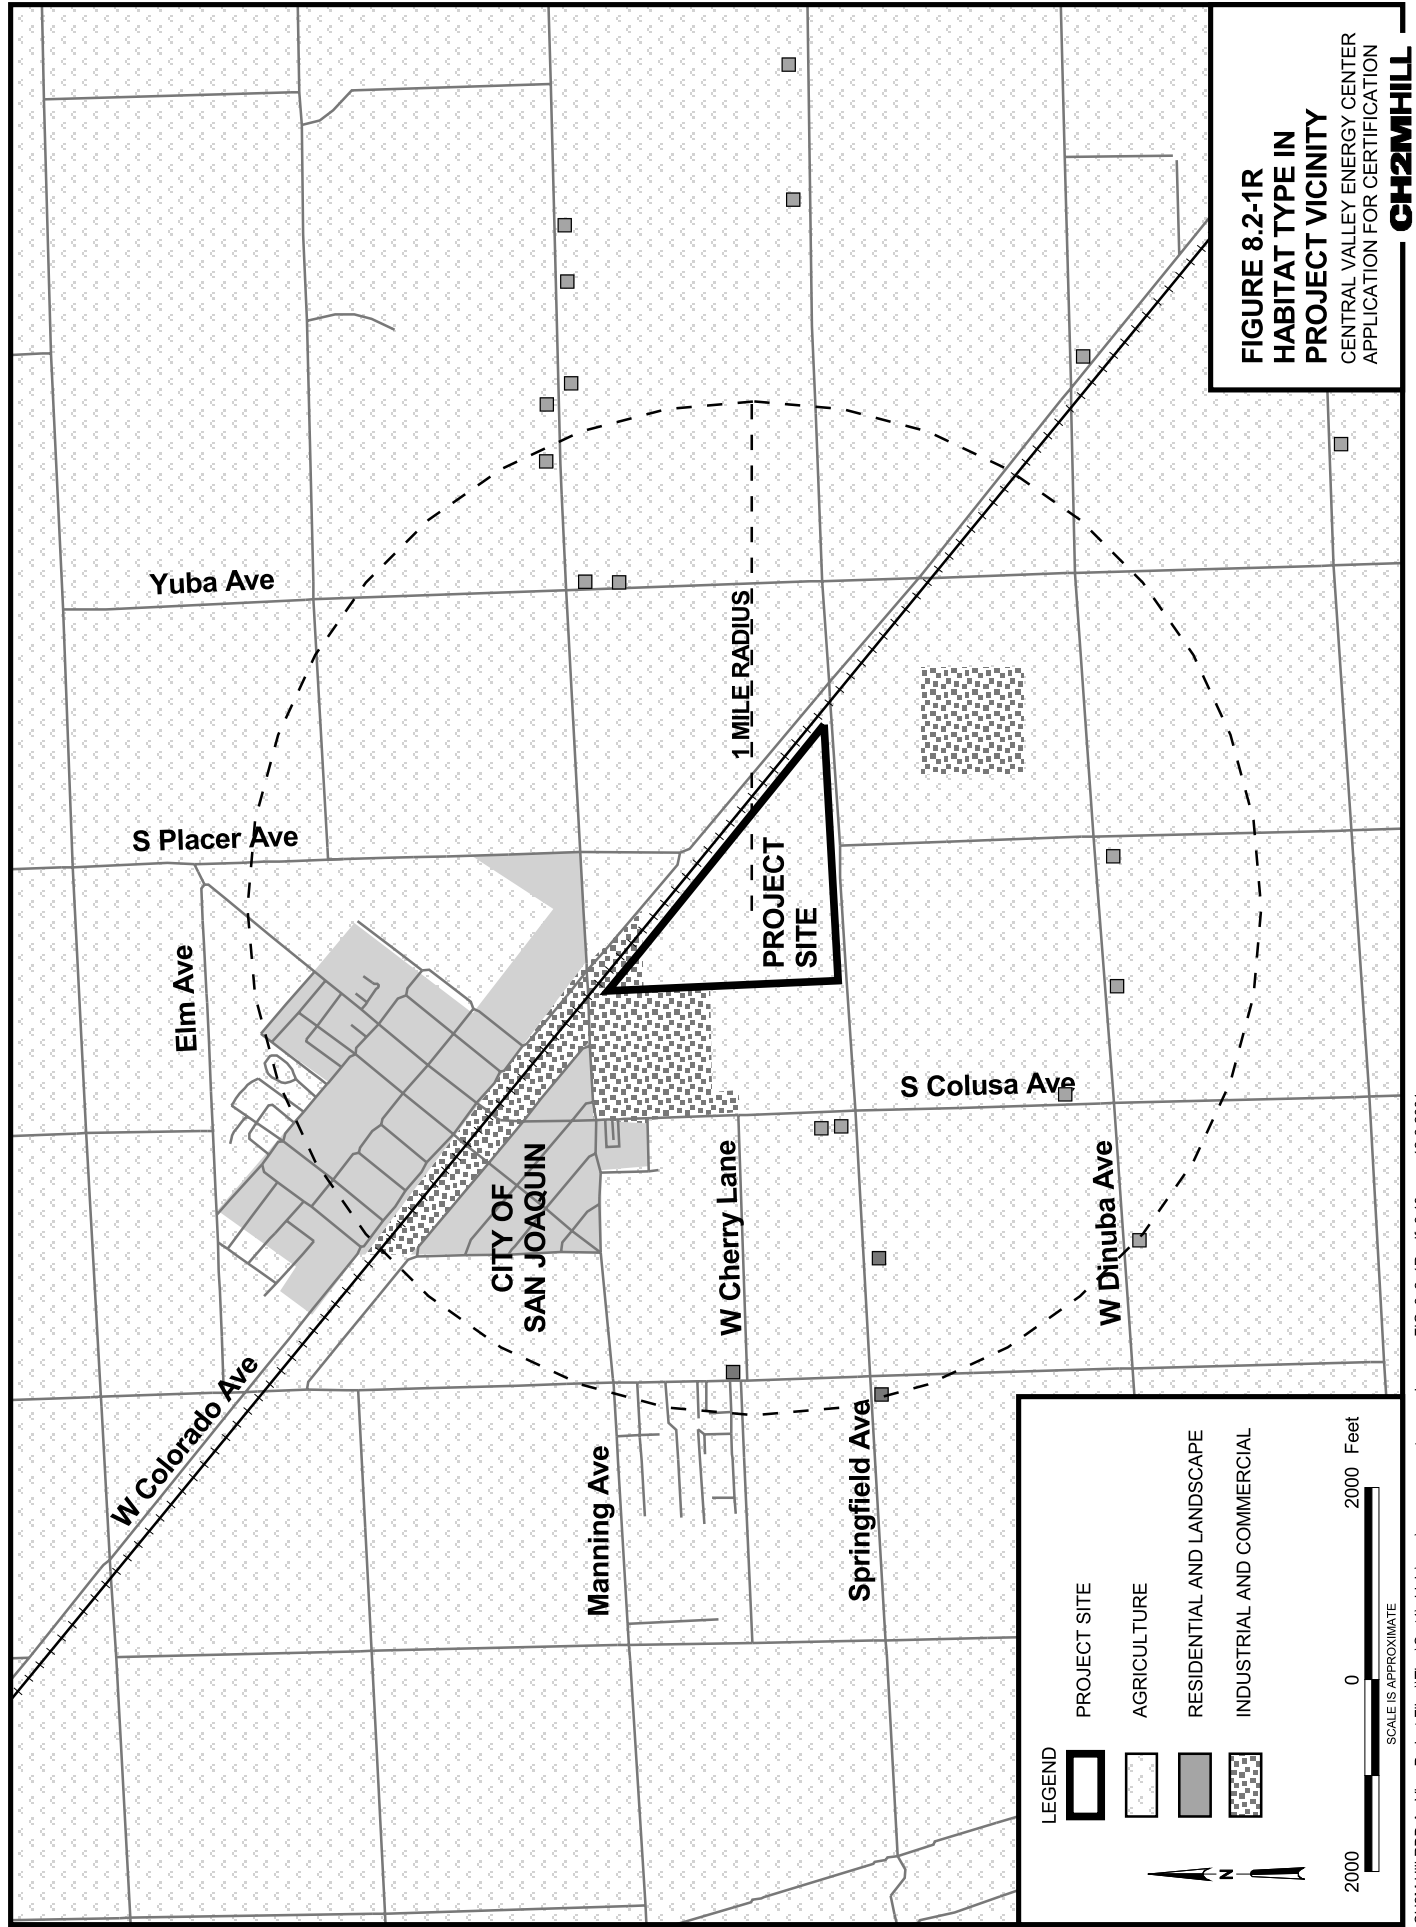 Yuba Ave
S Placer Ave
Elm Ave
W Colorado Ave
CITY OF
SAN JOAQUIN
Manning Ave
W Cherry Lane
Springfield Ave
1 MILE RADIUS
PROJECT
SITE
S Colusa Ave
W Dinuba Ave
LEGEND
PROJECT SITE
AGRICULTURE
RESIDENTIAL AND LANDSCAPE
INDUSTRIAL AND COMMERCIAL
N
2000 0 2000 Feet
SCALE IS APPROXIMATE
FIGURE 8.2-1R
HABITAT TYPE IN
PROJECT VICINITY
CENTRAL VALLEY ENERGY CENTER
APPLICATION FOR CERTIFICATION
CH2MHILL